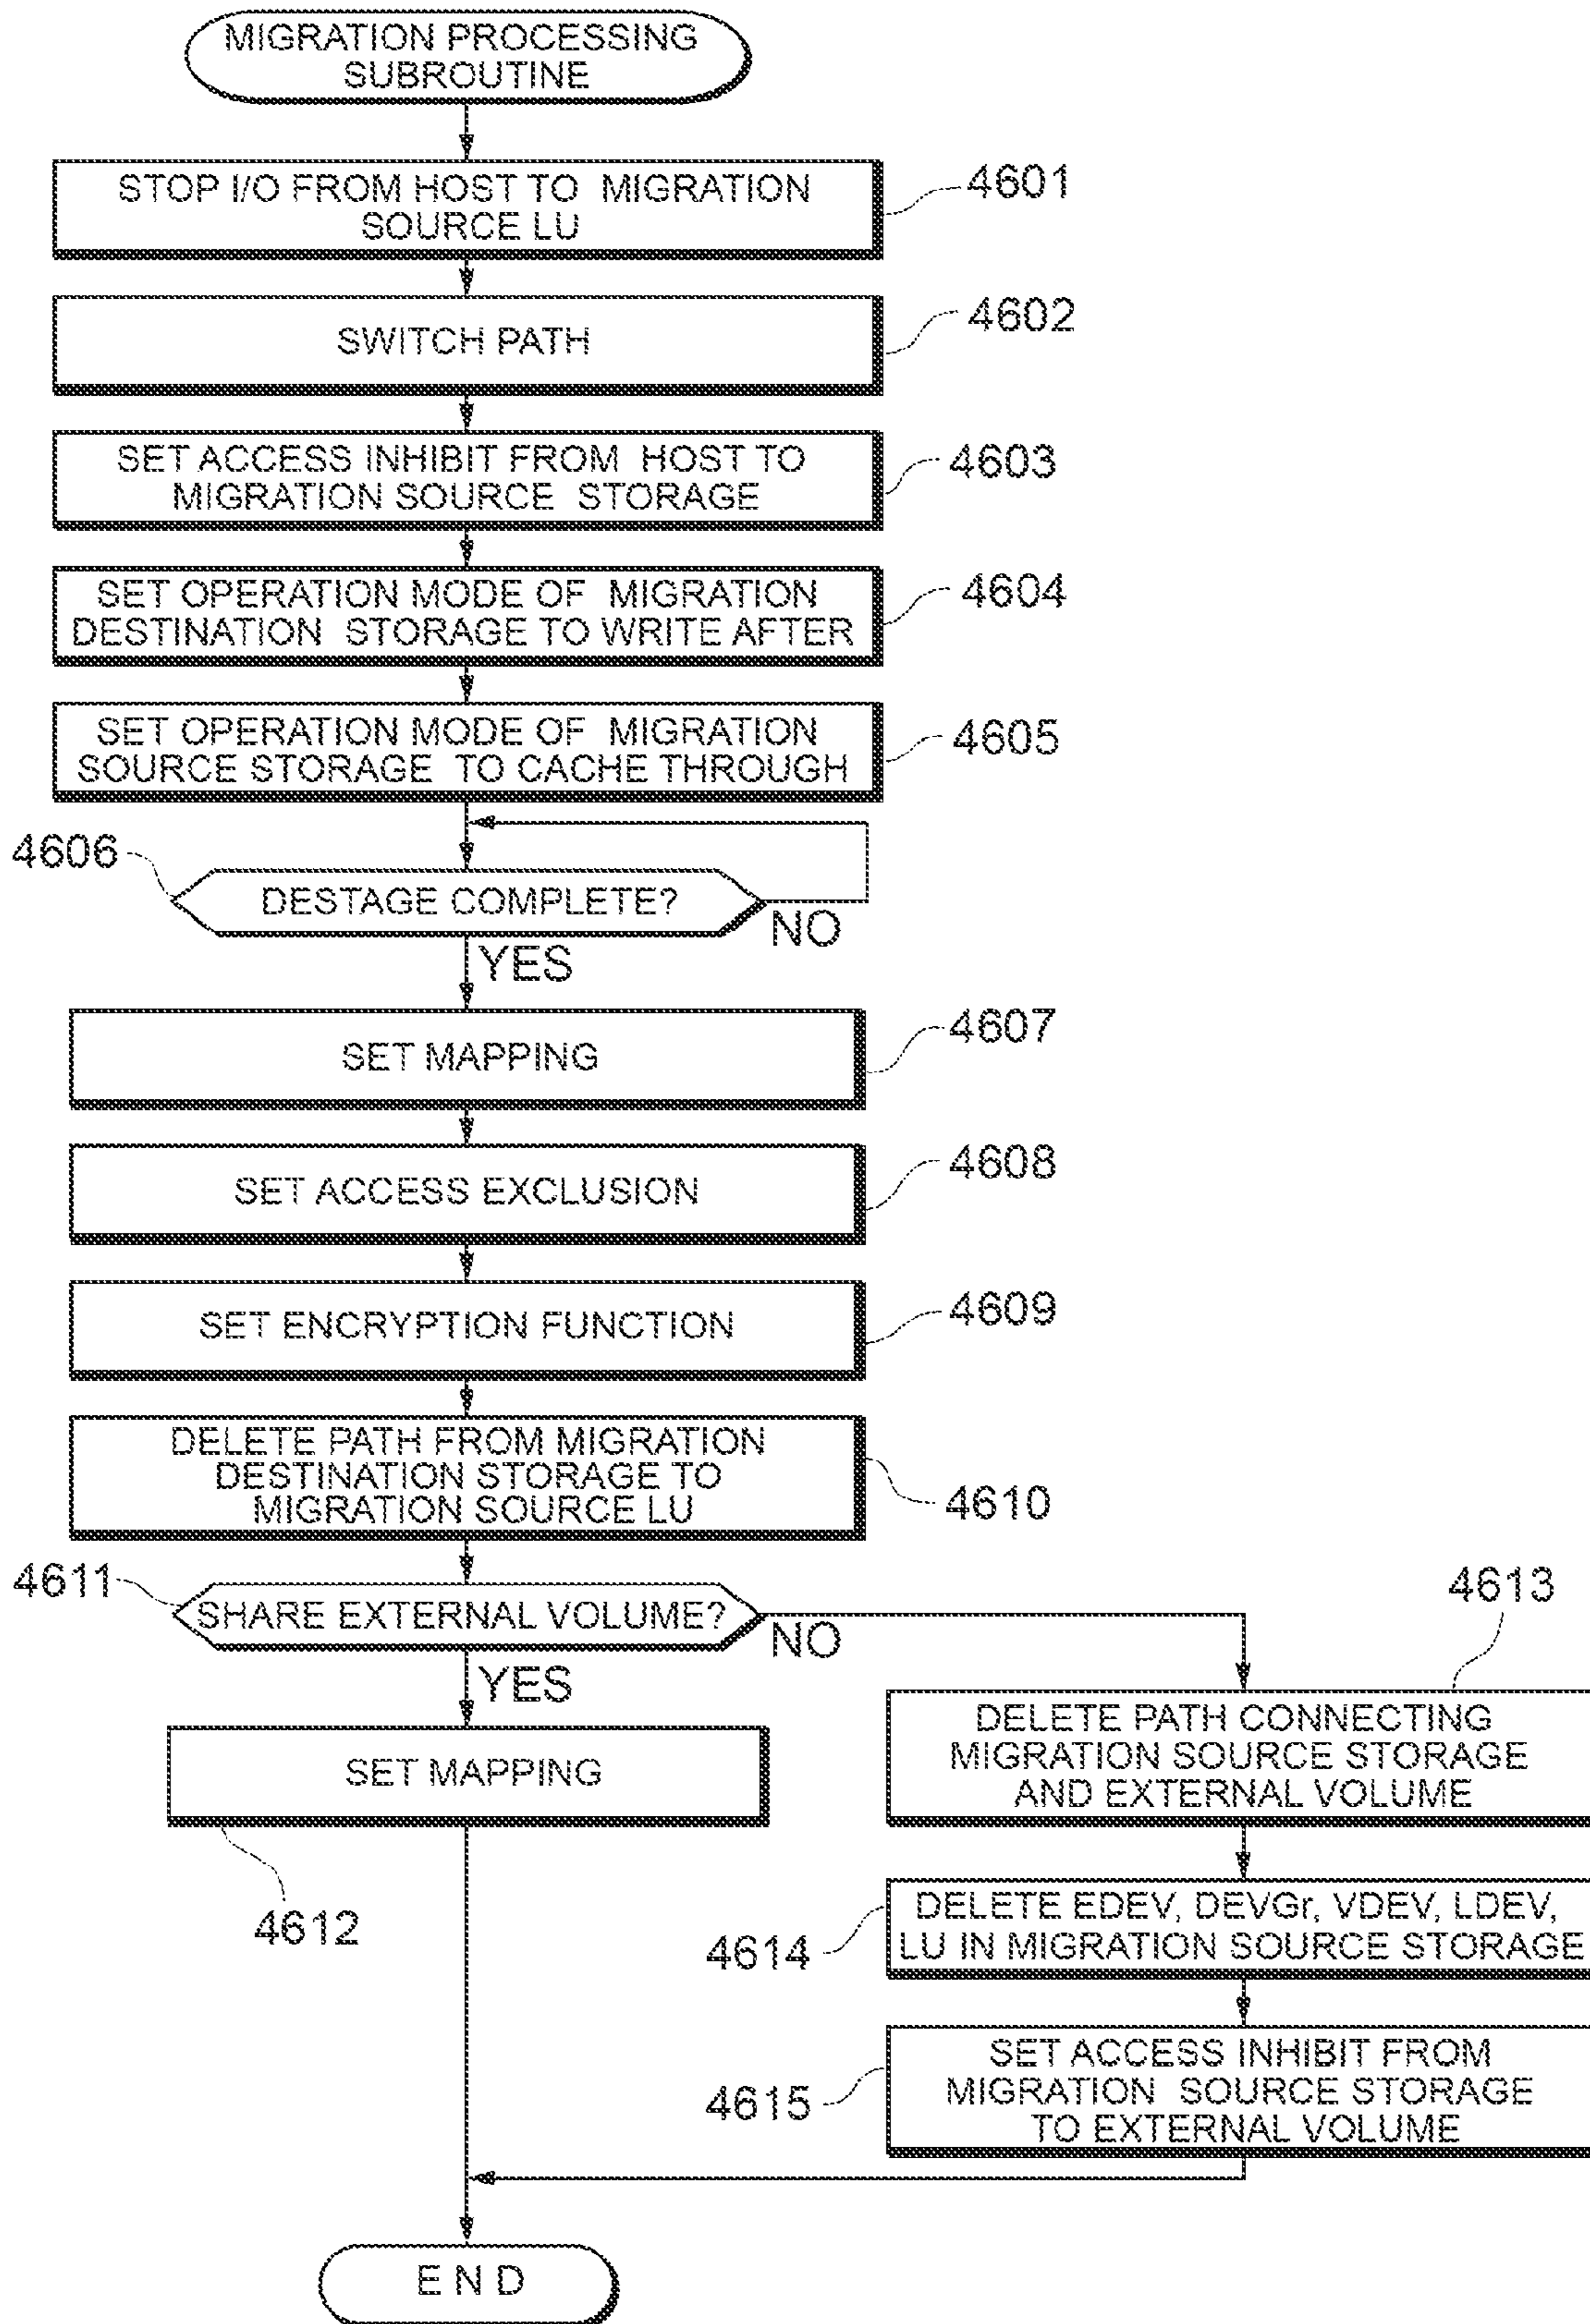 MIGRATION PROCESSING
SUBROUTINE
STOP I/O FROM HOST TO MIGRATION
SOURCE LU
4601
SWITCH PATH
4602
SET ACCESS INHIBIT FROM HOST TO
MIGRATION SOURCE STORAGE
4603
SET OPERATION MODE OF MIGRATION
DESTINATION STORAGE TO WRITE AFTER
4604
SET OPERATION MODE OF MIGRATION
SOURCE STORAGE TO CACHE THROUGH
4605
4606
DESTAGE COMPLETE?
NO
YES
SET MAPPING
4607
SET ACCESS EXCLUSION
4608
SET ENCRYPTION FUNCTION
4609
DELETE PATH FROM MIGRATION
DESTINATION STORAGE TO
MIGRATION SOURCE LU
4610
4611
SHARE EXTERNAL VOLUME?
NO
YES
4613
SET MAPPING
4612
DELETE PATH CONNECTING
MIGRATION SOURCE STORAGE
AND EXTERNAL VOLUME
DELETE EDEV, DEVGr, VDEV, LDEV,
LU IN MIGRATION SOURCE STORAGE
4614
SET ACCESS INHIBIT FROM
MIGRATION SOURCE STORAGE
TO EXTERNAL VOLUME
4615
END